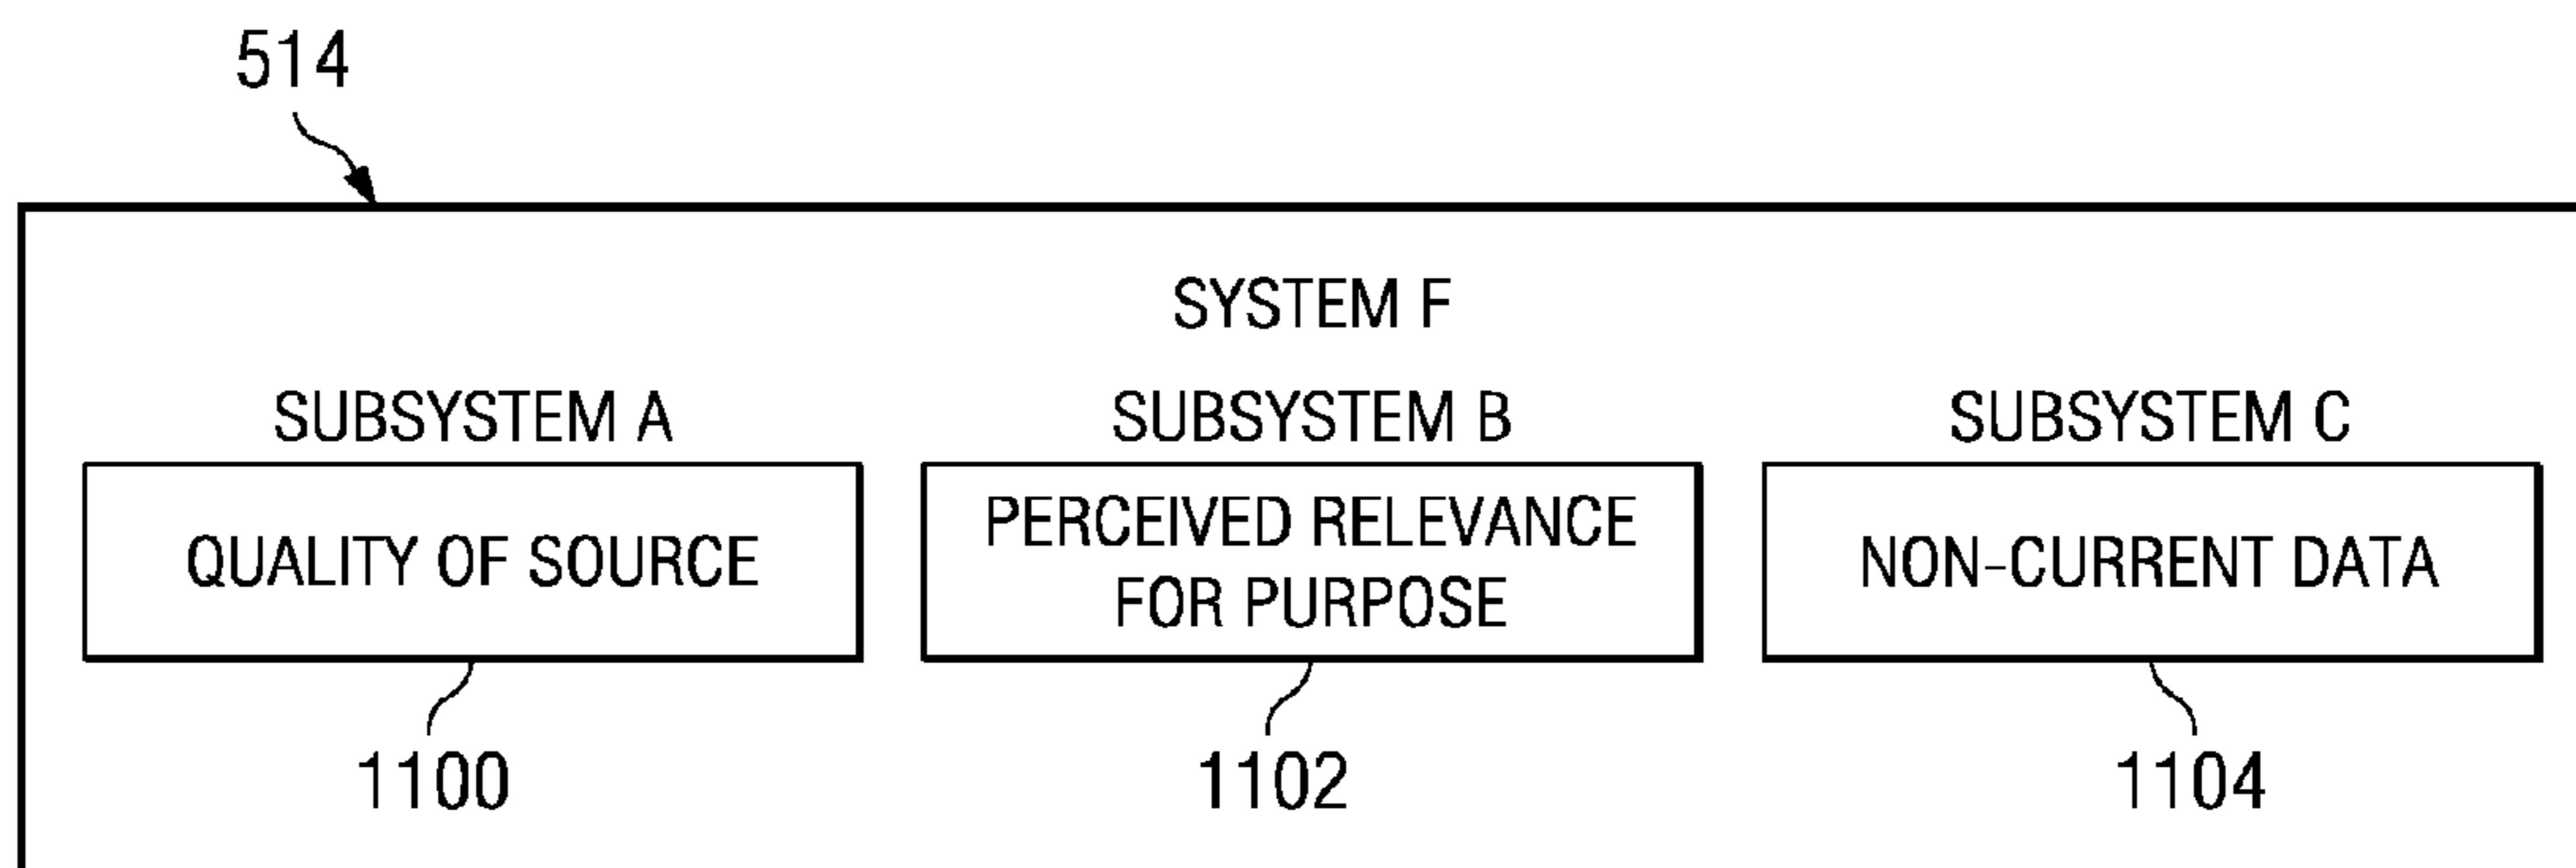 514
SYSTEM F
SUBSYSTEM A
SUBSYSTEM B
SUBSYSTEM C
QUALITY OF SOURCE
PERCEIVED RELEVANCE
FOR PURPOSE
NON-CURRENT DATA
1100
1102
1104